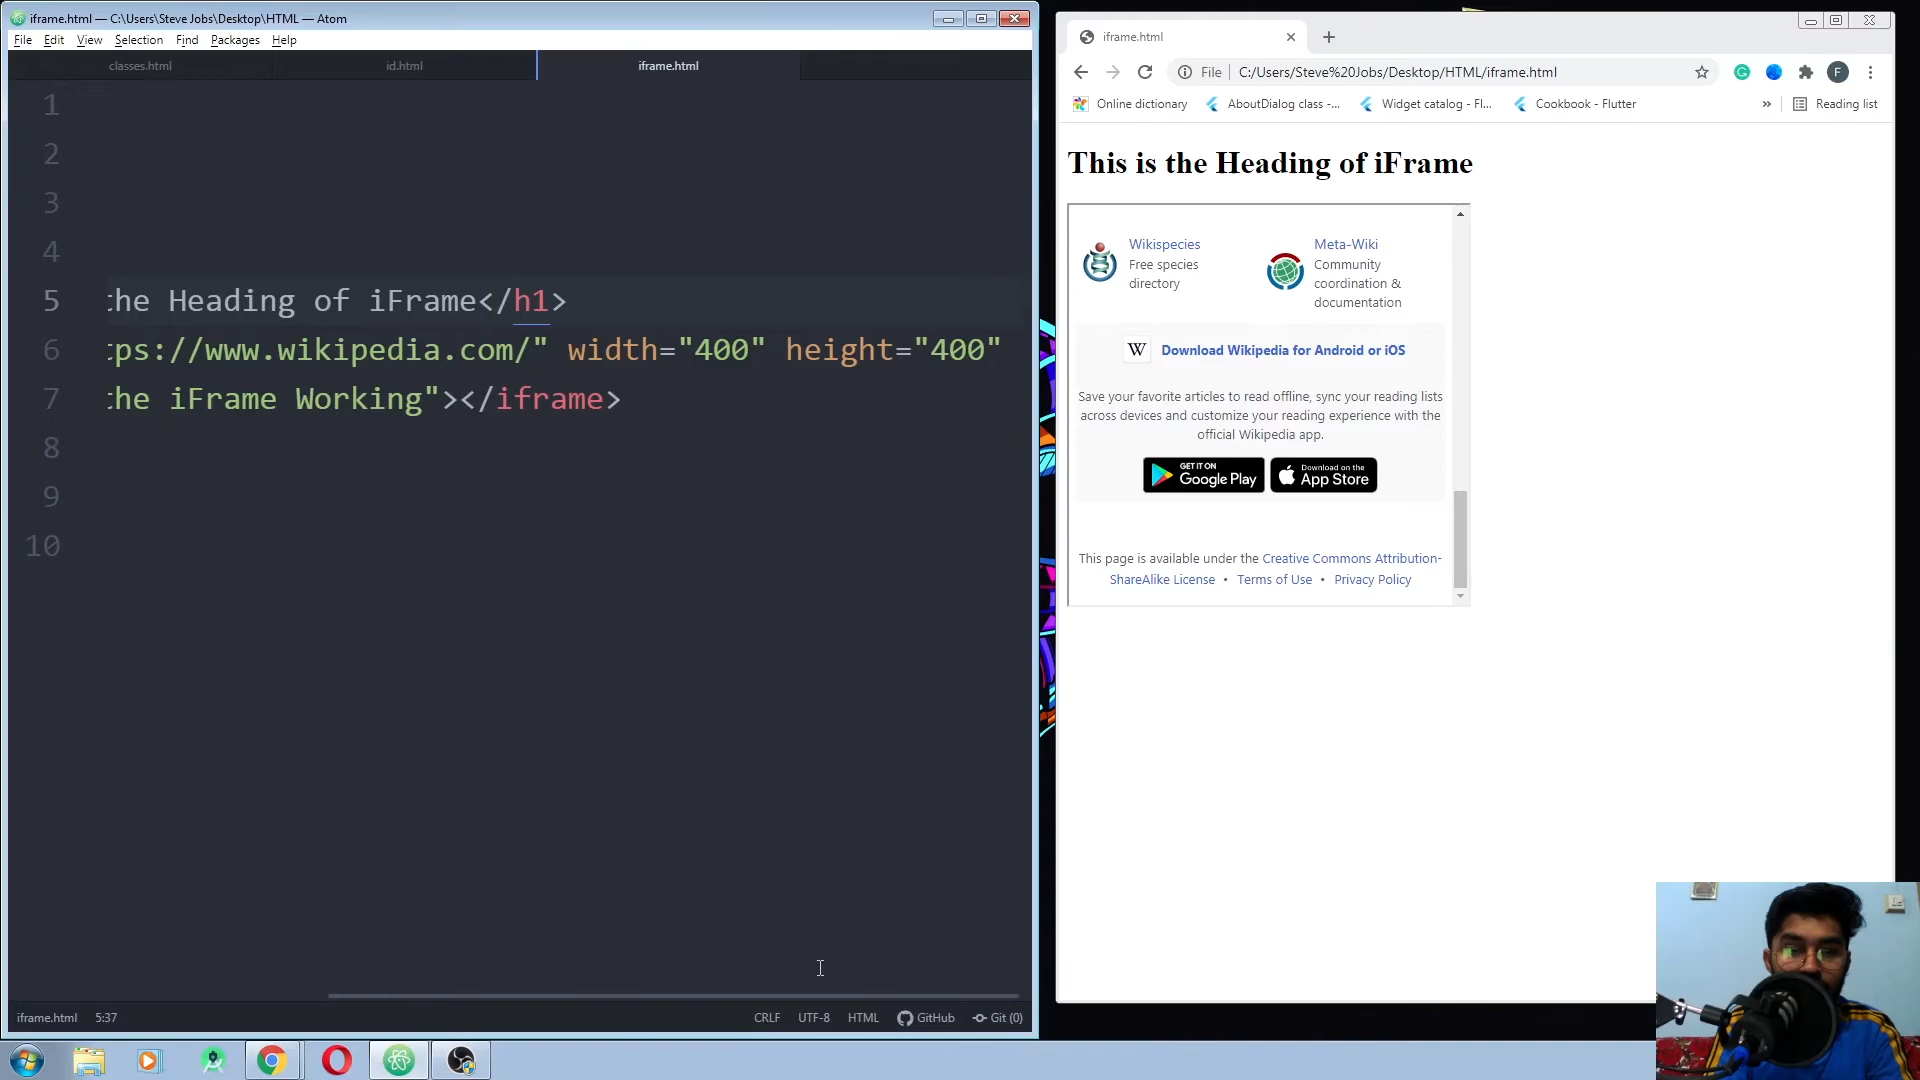 iframe.html — C:\Users\Steve Jobs\Desktop\HTML — Atom
File Edit View Selection Find Packages Help
classes.html id.html iframe.html
1
2
3
4
5 the Heading of iFrame</h1>
6 tps://www.wikipedia.com/" width="400" height="400"
7 the iFrame Working"></iframe>
8
9
10
iframe.html 5:37 CRLF UTF-8 HTML GitHub Git (0)
iframe.html
File C:/Users/Steve%20Jobs/Desktop/HTML/iframe.html F
Online dictionary AboutDialog class -... Widget catalog - Fl... Cookbook - Flutter » Reading list
This is the Heading of iFrame
Wikispecies
Free species
directory
Meta-Wiki
Community
coordination &
documentation
W Download Wikipedia for Android or iOS
Save your favorite articles to read offline, sync your reading lists
across devices and customize your reading experience with the
official Wikipedia app.
GET IT ON
Google Play
Download on the
App Store
This page is available under the Creative Commons Attribution-
ShareAlike License • Terms of Use • Privacy Policy